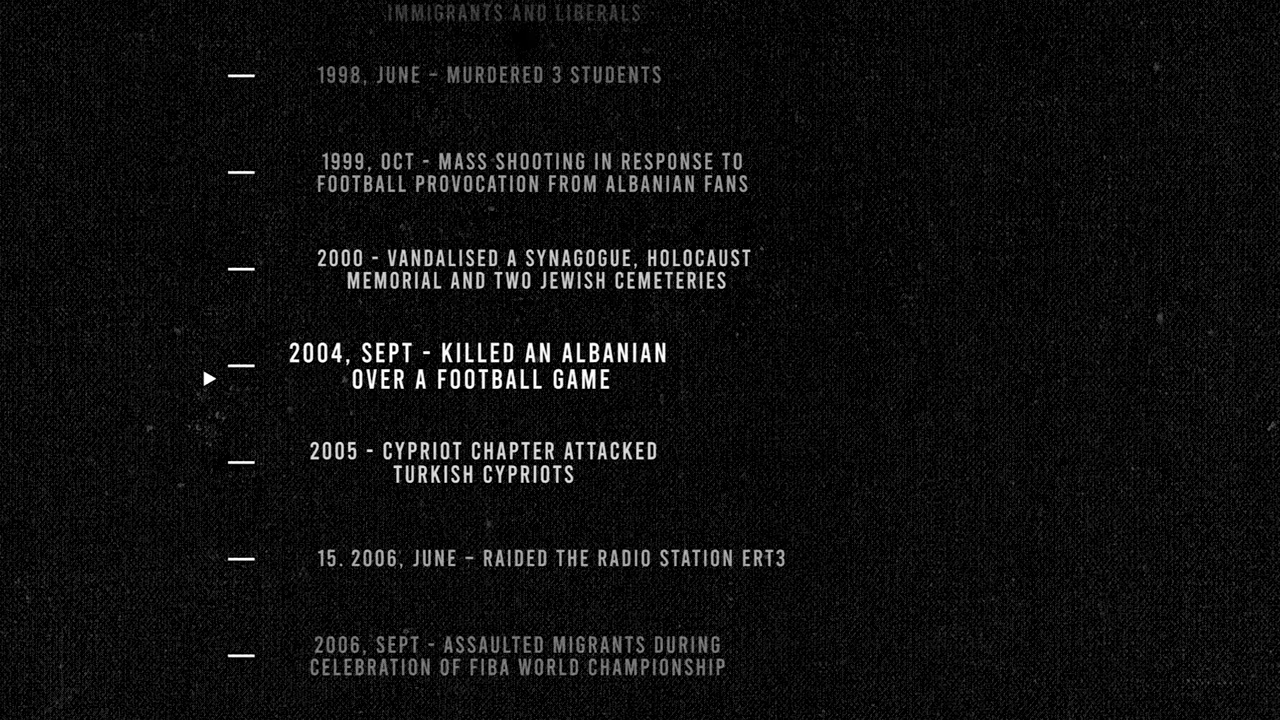 IMMIGRANTS AND LIBERALS
1998, JUNE – MURDERED 3 STUDENTS
1999, OCT - MASS SHOOTING IN RESPONSE TO
FOOTBALL PROVOCATION FROM ALBANIAN FANS
2000 - VANDALISED A SYNAGOGUE, HOLOCAUST
MEMORIAL AND TWO JEWISH CEMETERIES
2004, SEPT - KILLED AN ALBANIAN
OVER A FOOTBALL GAME
2005 - CYPRIOT CHAPTER ATTACKED
TURKISH CYPRIOTS
15. 2006, JUNE – RAIDED THE RADIO STATION ERT3
2006, SEPT - ASSAULTED MIGRANTS DURING
CELEBRATION OF FIBA WORLD CHAMPIONSHIP